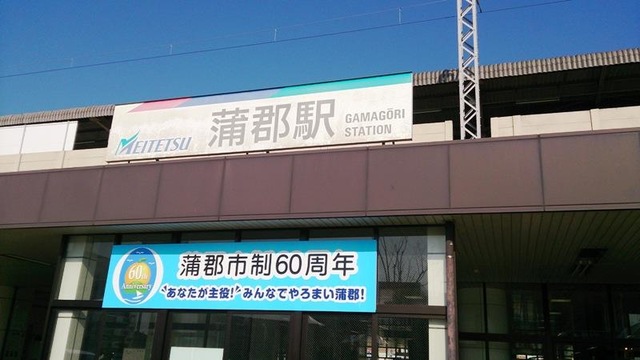 MEITETSU 蒲郡駅 GAMAGŌRI STATION
60th Anniversary
蒲郡市制60周年
あなたが主役! みんなでやろまい蒲郡!